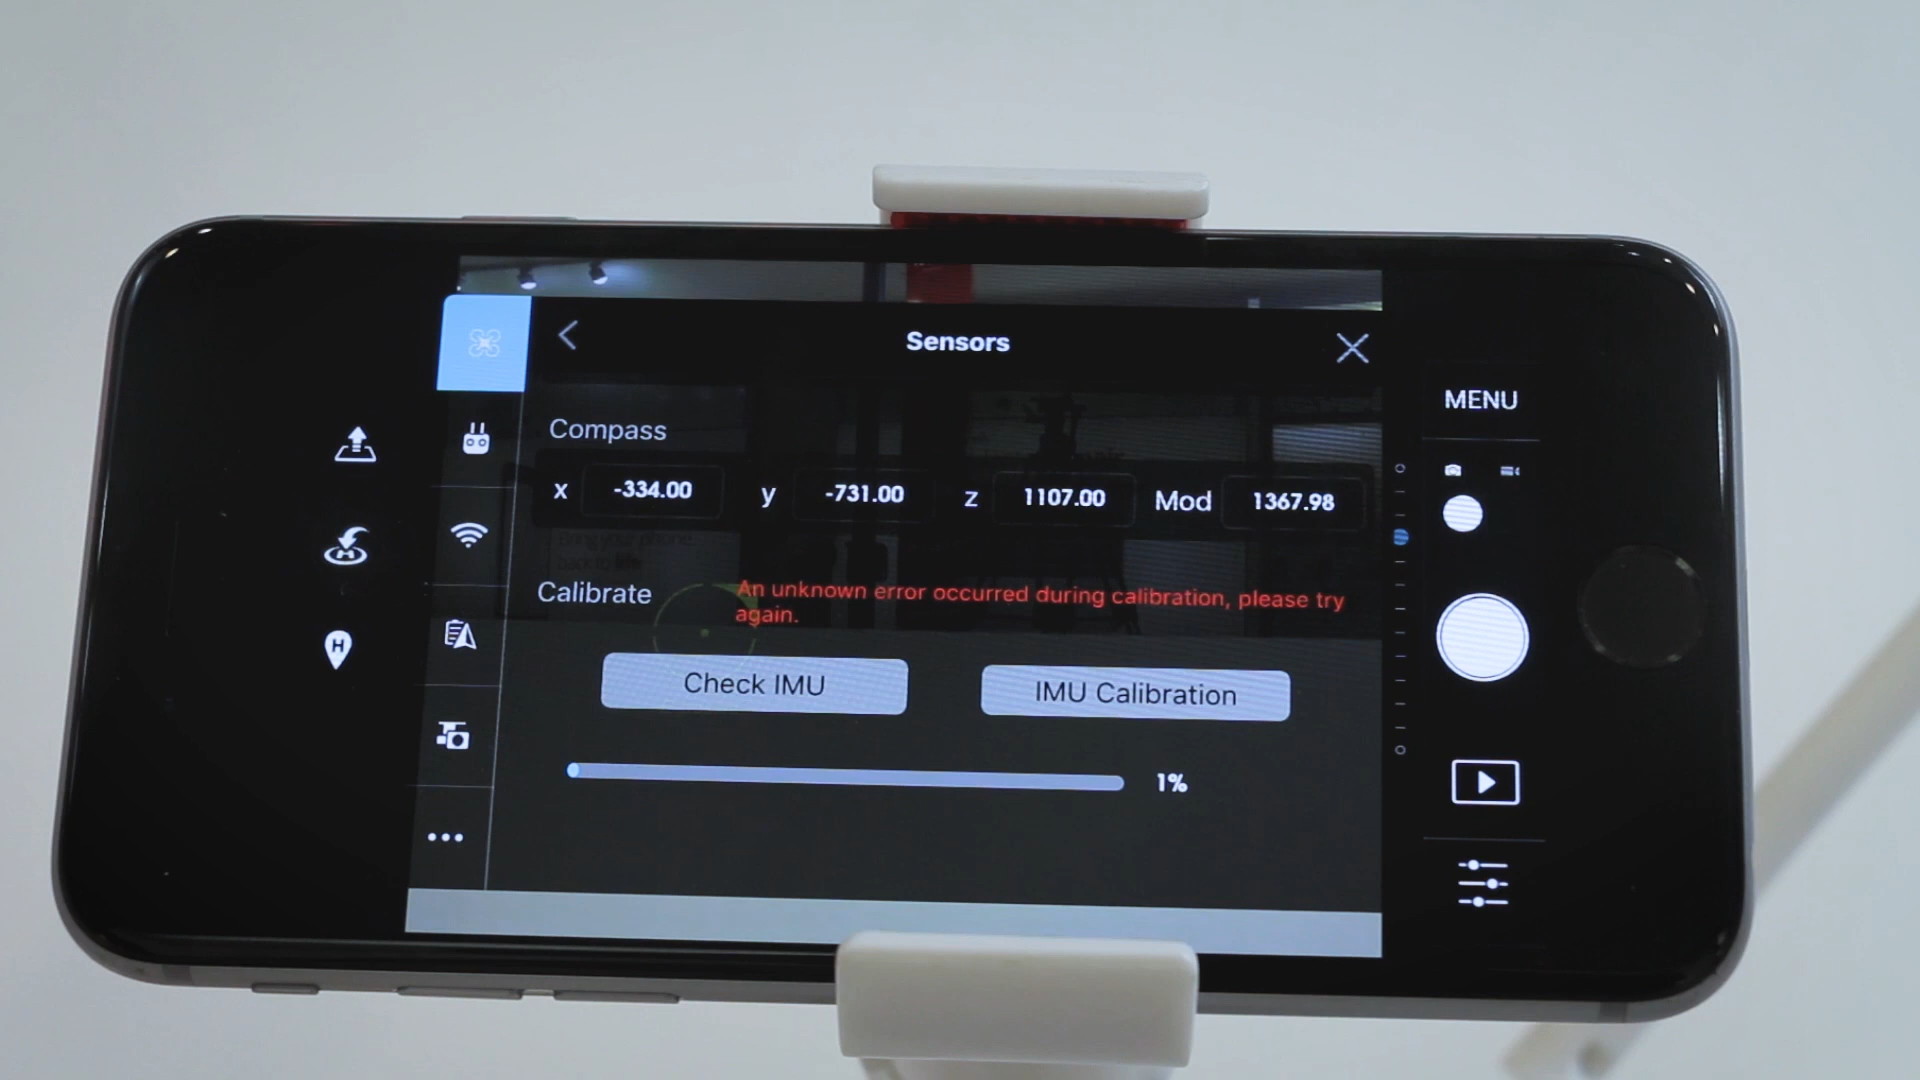 Sensors
MENU
Compass
x -334.00 y -731.00 z 1107.00 Mod 1367.98
Calibrate
An unknown error occurred during calibration, please try
again.
Check IMU
IMU Calibration
1%
H